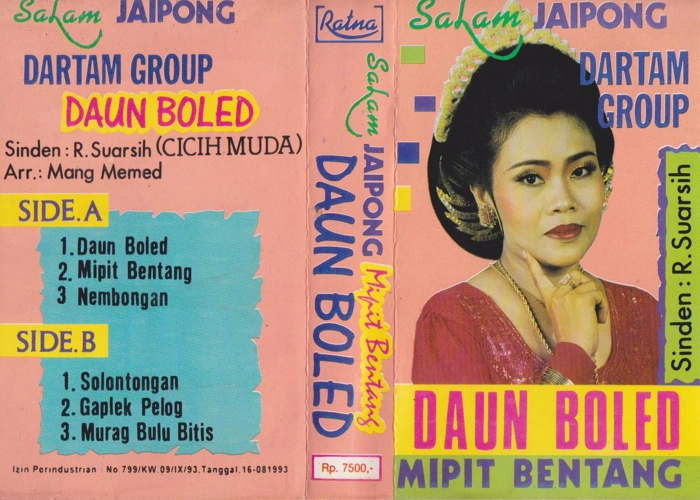 SaLam JAIPONG
DARTAM GROUP
DAUN BOLED
Sinden : R. Suarsih (CICIH MUDA)
Arr. : Mang Memed
SIDE. A
1. Daun Boled
2. Mipit Bentang
3 Nembongan
SIDE. B
1. Solontongan
2. Gaplek Pelog
3. Murag Bulu Bitis
Izin Perindustrian : No 799/KW.09/IX/93. Tanggal. 16-081993
Ratna
SaLam JAIPONG
Mipit Bentang
DAUN BOLED
Rp. 7500,-
SaLam JAIPONG
DARTAM
GROUP
Sinden : R. Suarsih
DAUN BOLED
MIPIT BENTANG